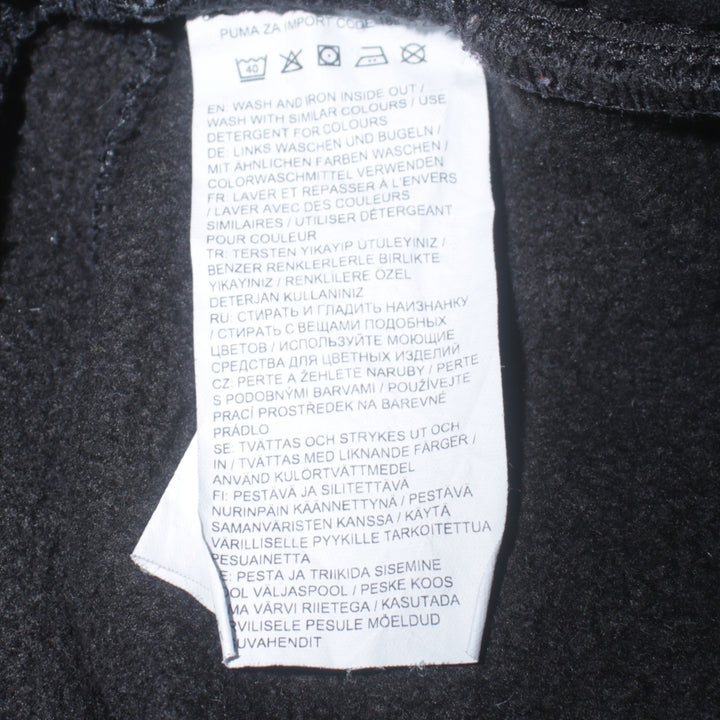 PUMA ZA IMPORT CODE
40
EN: WASH AND IRON INSIDE OUT /
WASH WITH SIMILAR COLOURS / USE
DETERGENT FOR COLOURS
DE: LINKS WASCHEN UND BUGELN /
MIT ÄHNLICHEN FARBEN WASCHEN /
COLORWASCHMITTEL VERWENDEN
FR: LAVER ET REPASSER À L'ENVERS
/ LAVER AVEC DES COULEURS
SIMILAIRES / UTILISER DÉTERGEANT
POUR COULEUR
TR: TERSTEN YIKAYIP ÜTÜLEYINIZ /
BENZER RENKLERLERLE BIRLIKTE
YIKAYINIZ / RENKLILERE ÖZEL
DETERJAN KULLANINIZ
RU: СТИРАТЬ И ГЛАДИТЬ НАИЗНАНКУ
/ СТИРАТЬ С ВЕЩАМИ ПОДОБНЫХ
ЦВЕТОВ / ИСПОЛЬЗУЙТЕ МОЮЩИЕ
СРЕДСТВА ДЛЯ ЦВЕТНЫХ ИЗДЕЛИЙ
CZ: PERTE A ŽEHLETE NARUBY / PERTE
S PODOBNÝMI BARVAMI / POUŽÍVEJTE
PRACÍ PROSTŘEDEK NA BAREVNÉ
PRÁDLO
SE: TVÄTTAS OCH STRYKES UT OCH
IN / TVÄTTAS MED LIKNANDE FÄRGER /
ANVÄND KULÖRTVÄTTMEDEL
FI: PESTÄVÄ JA SILITETTÄVÄ
NURINPAIN KÄÄNNETTYNÄ / PESTÄVÄ
SAMANVÄRISTEN KANSSA / KÄYTÄ
VÄRILLISELLE PYYKILLE TARKOITETTUA
PESUAINETTA
PESTA JA TRIIKIDA SISEMINE
VÄLJASPOOL / PESKE KOOS
VÄRVI RIIETEGA / KASUTADA
PESULE MÕELDUD